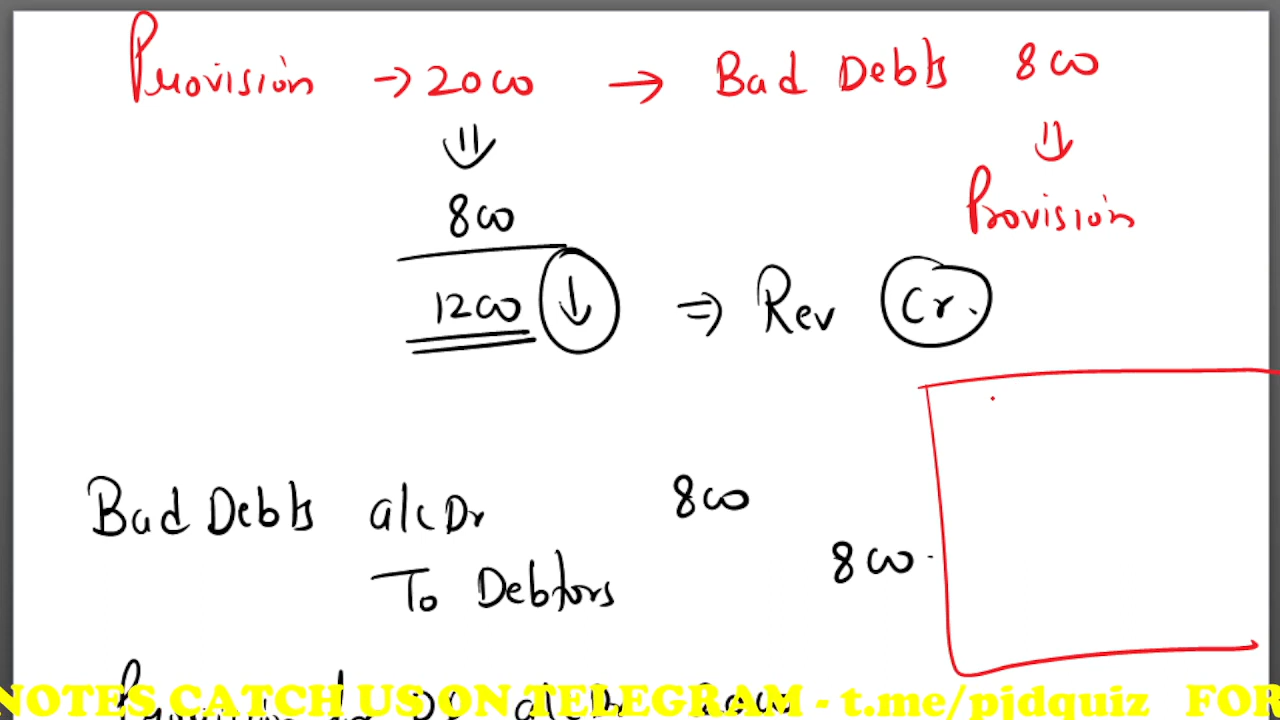 Provision → 2000 → Bad Debts 800
⇓ ⇓
800 Provision
1200 ↓ ⇒ Rev Cr.
Bad Debts a/c Dr 800
To Debtors 800
NOTES CATCH US ON TELEGRAM - t.me/pjdquiz FOR